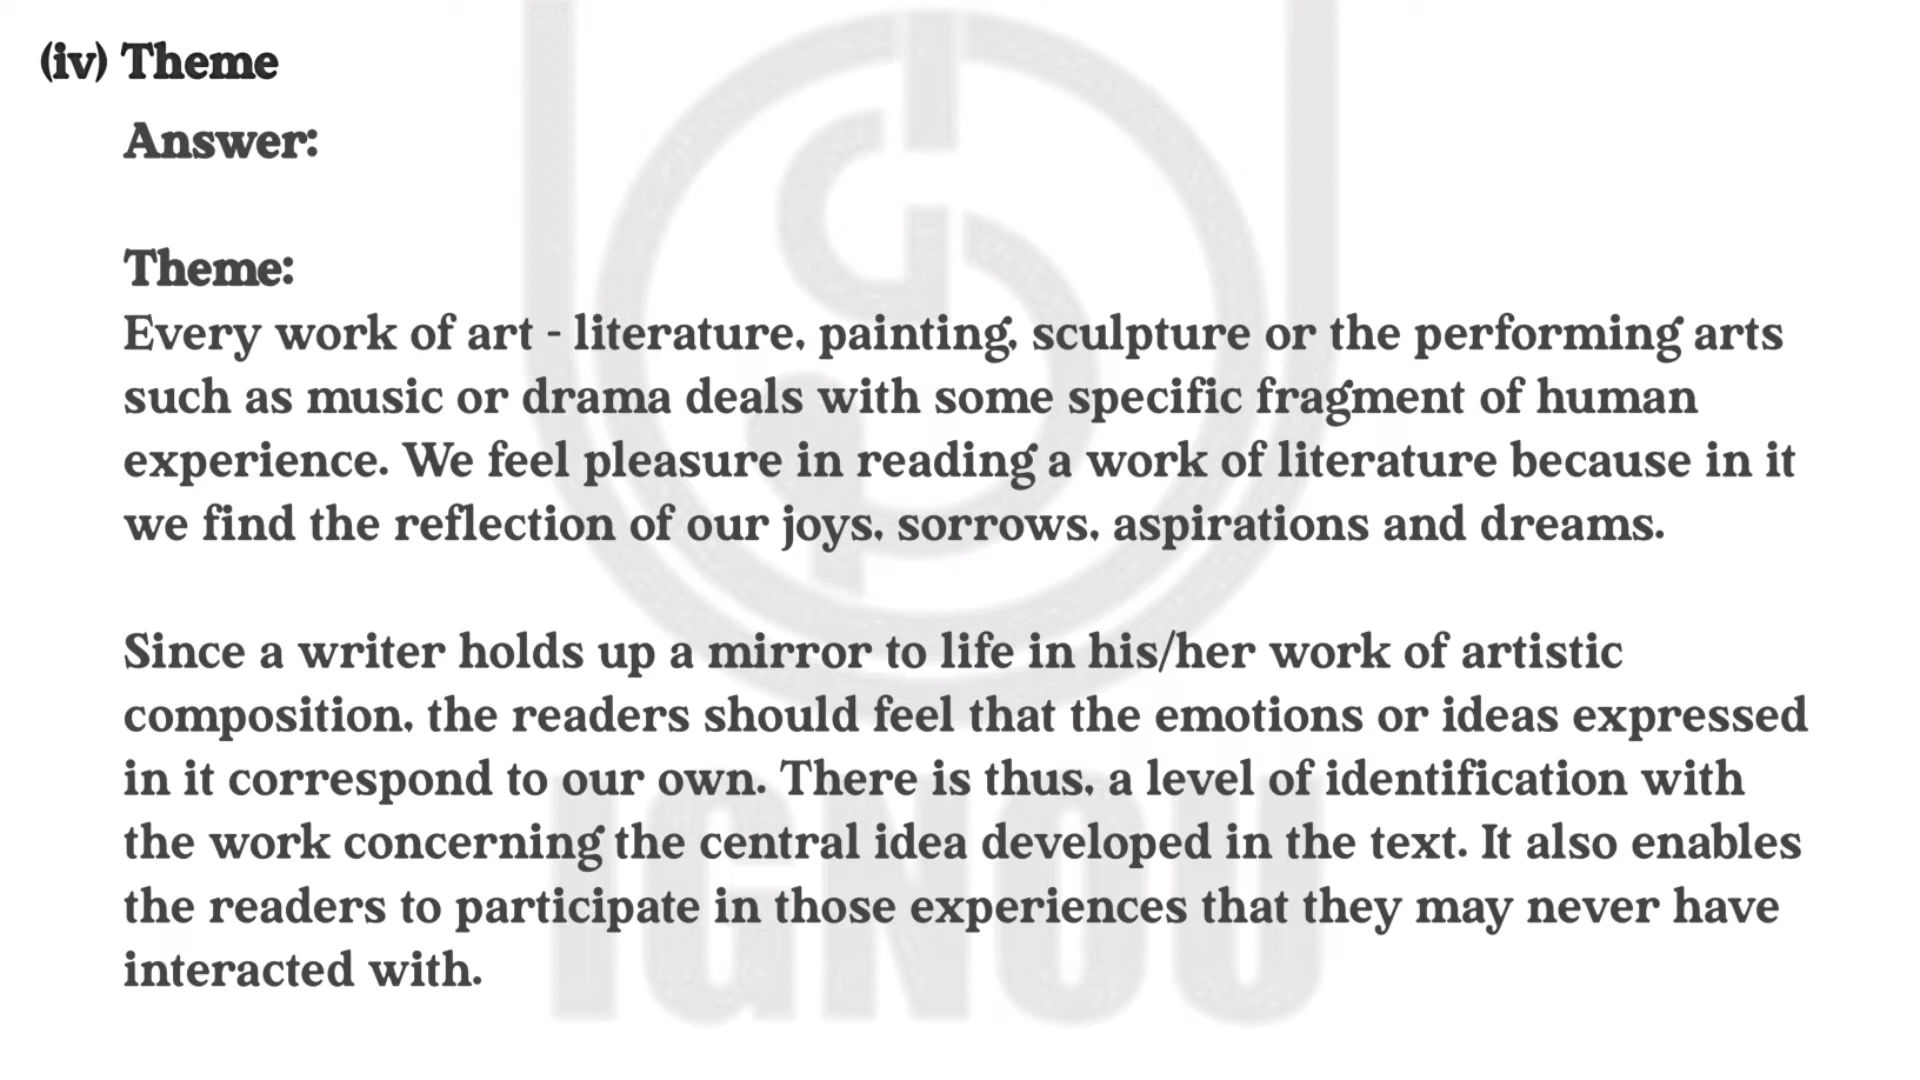 (iv) Theme
Answer:
Theme:
Every work of art - literature, painting, sculpture or the performing arts
such as music or drama deals with some specific fragment of human
experience. We feel pleasure in reading a work of literature because in it
we find the reflection of our joys, sorrows, aspirations and dreams.
Since a writer holds up a mirror to life in his/her work of artistic
composition, the readers should feel that the emotions or ideas expressed
in it correspond to our own. There is thus, a level of identification with
the work concerning the central idea developed in the text. It also enables
the readers to participate in those experiences that they may never have
interacted with.
IGNOU